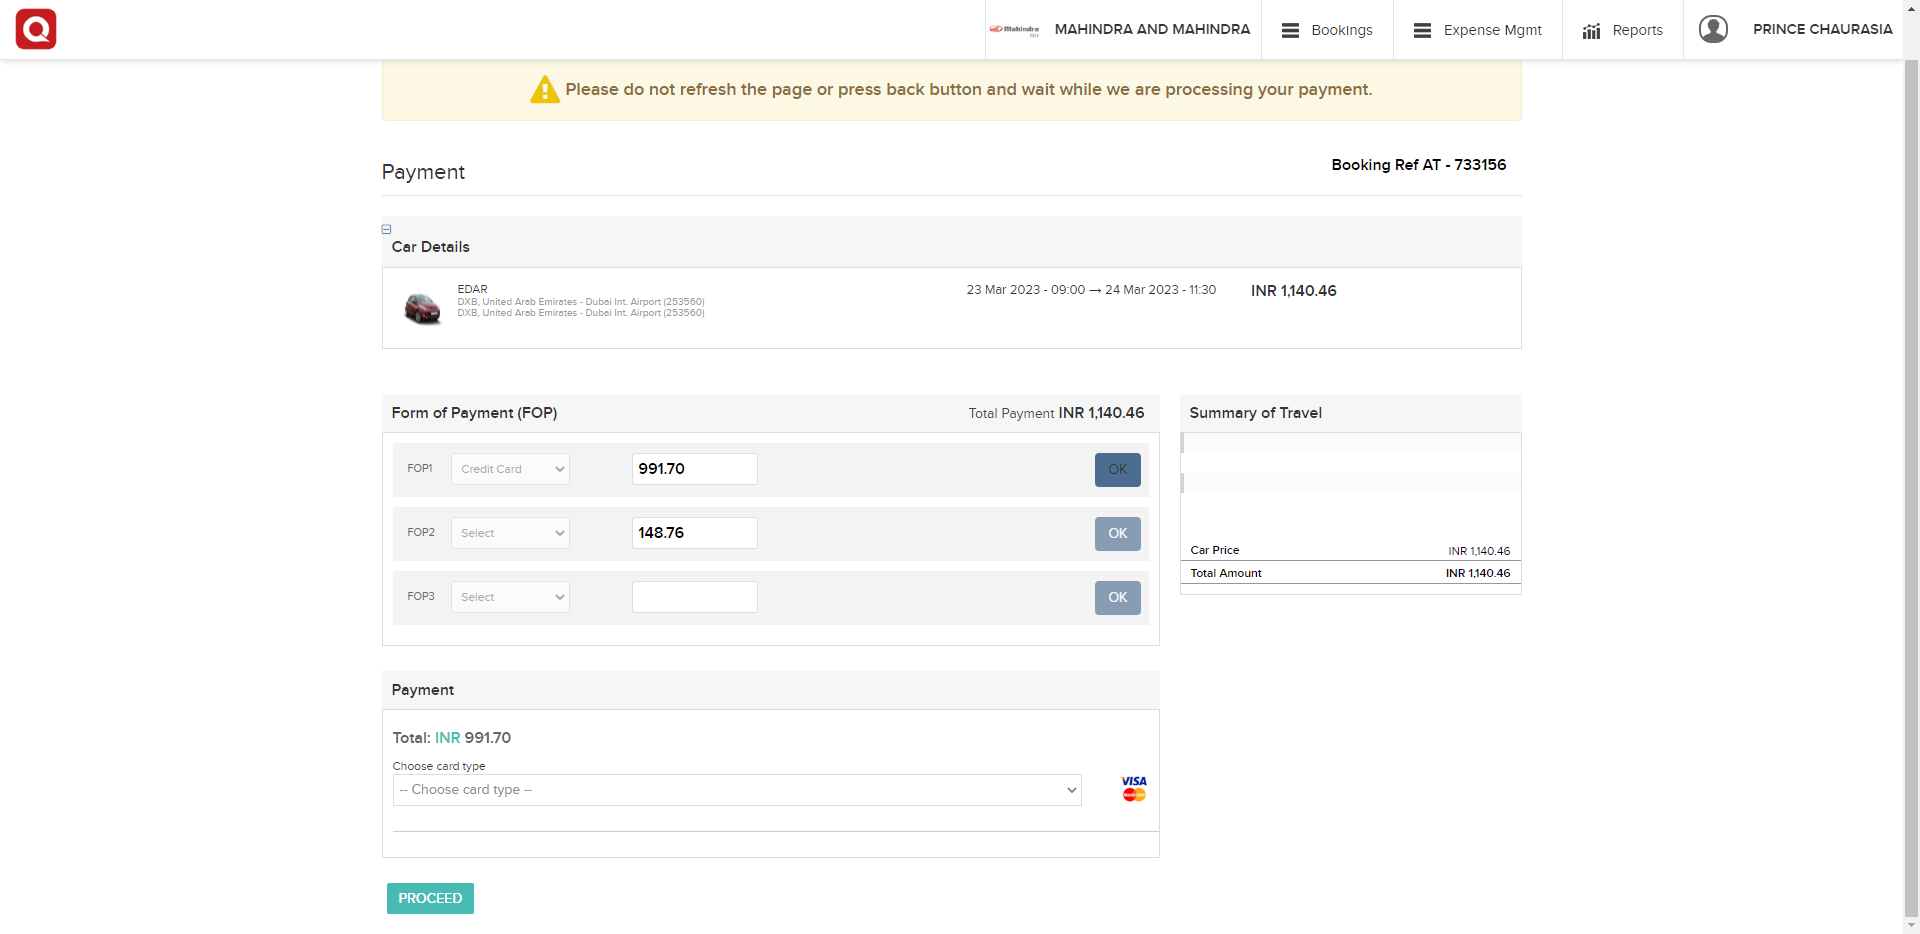 Mahindra
MAHINDRA AND MAHINDRA
Bookings
Expense Mgmt
Reports
PRINCE CHAURASIA
Please do not refresh the page or press back button and wait while we are processing your payment.
Payment
Booking Ref AT - 733156
Car Details
EDAR
DXB, United Arab Emirates - Dubai Int. Airport (253560)
DXB, United Arab Emirates - Dubai Int. Airport (253560)
23 Mar 2023 - 09:00 → 24 Mar 2023 - 11:30
INR 1,140.46
Form of Payment (FOP)
Total Payment INR 1,140.46
FOP1 Credit Card 991.70 OK
FOP2 Select 148.76 OK
FOP3 Select OK
Summary of Travel
Car Price INR 1,140.46
Total Amount INR 1,140.46
Payment
Total: INR 991.70
Choose card type
-- Choose card type --
VISA
PROCEED